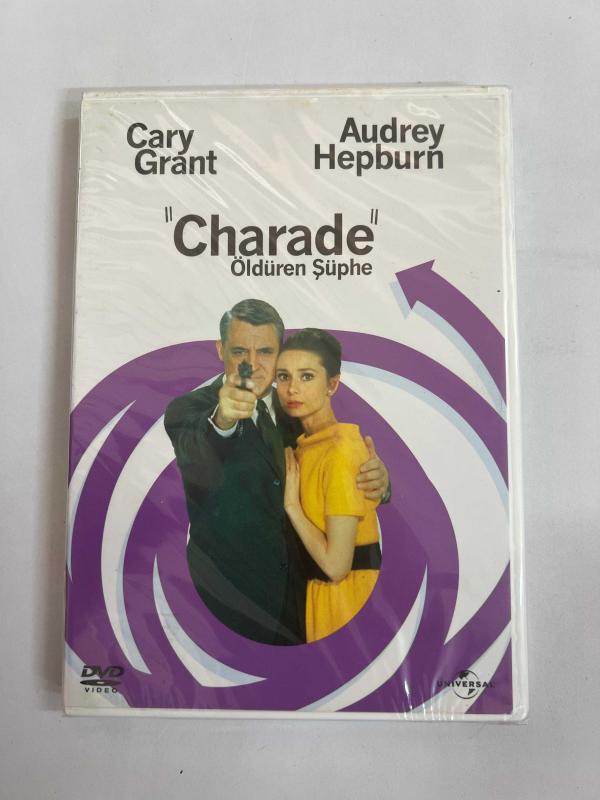 Cary
Grant
Audrey
Hepburn
"Charade"
Öldüren Şüphe
DVD
VIDEO
UNIVERSAL